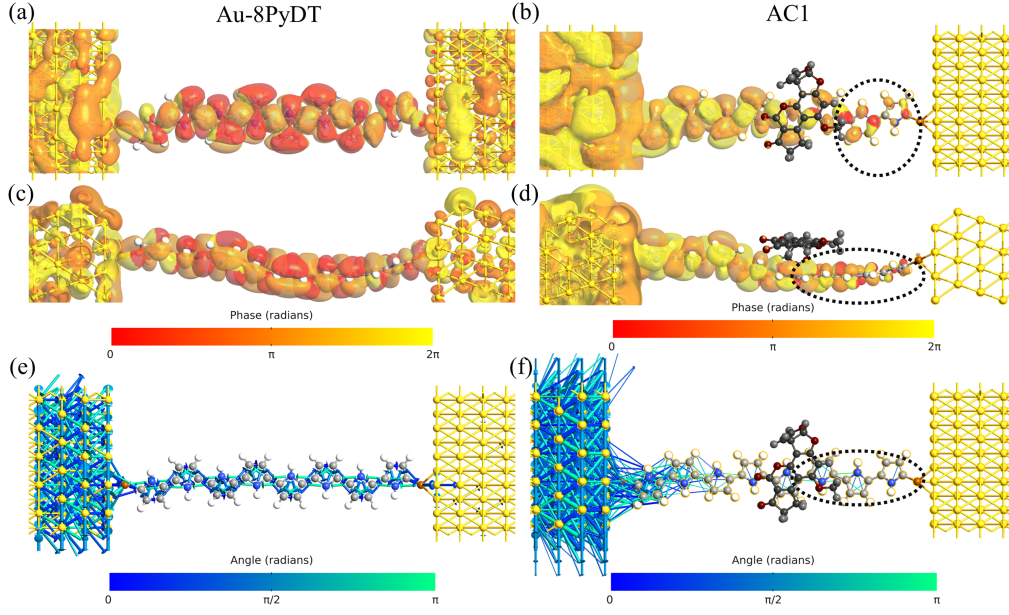 Au-8PyDT
AC1
(a)
(b)
(c)
(d)
Phase (radians)
Phase (radians)
0 π 2π
0 π 2π
(e)
(f)
Angle (radians)
Angle (radians)
0 π/2 π
0 π/2 π